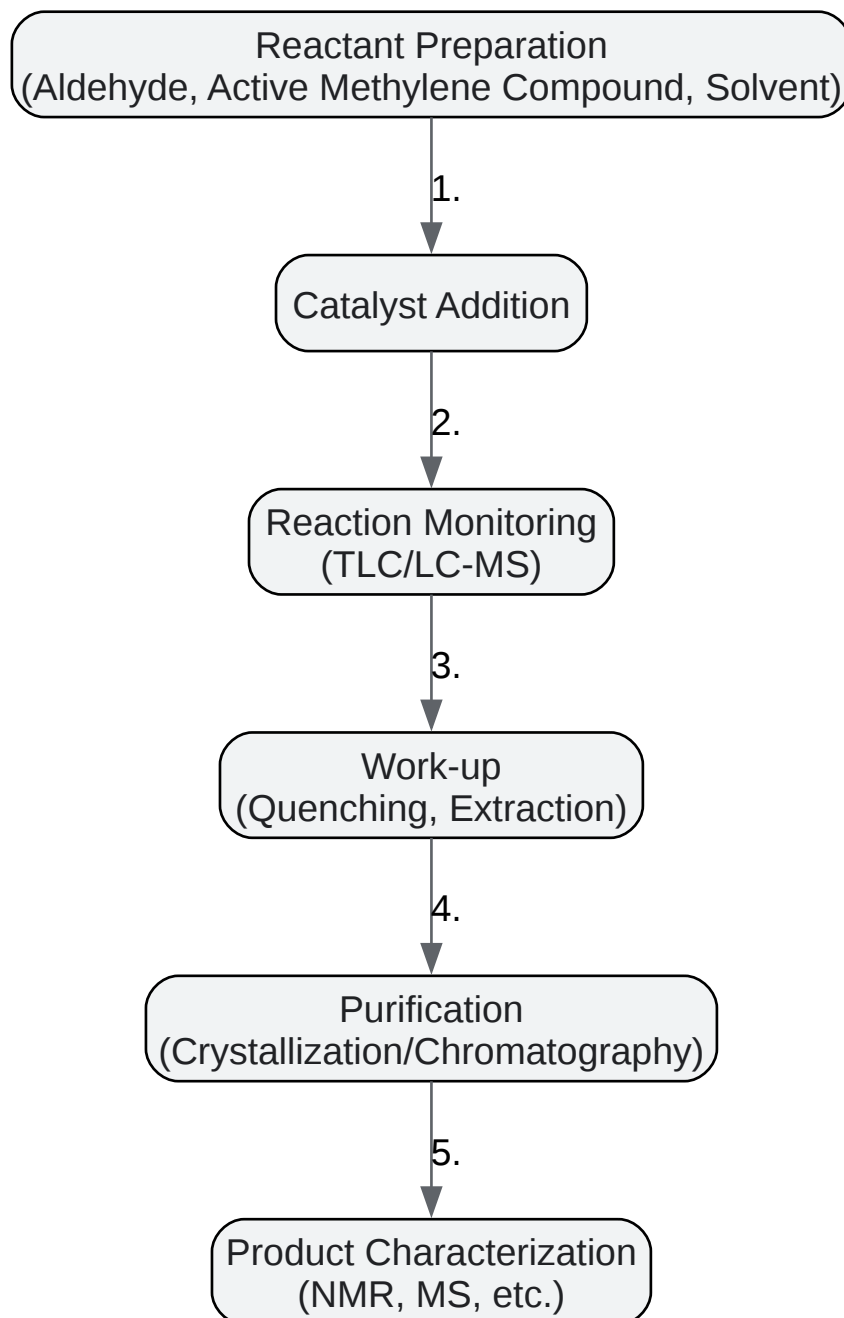 Reactant Preparation
(Aldehyde, Active Methylene Compound, Solvent)
1.
Catalyst Addition
2.
Reaction Monitoring
(TLC/LC-MS)
3.
Work-up
(Quenching, Extraction)
4.
Purification
(Crystallization/Chromatography)
5.
Product Characterization
(NMR, MS, etc.)